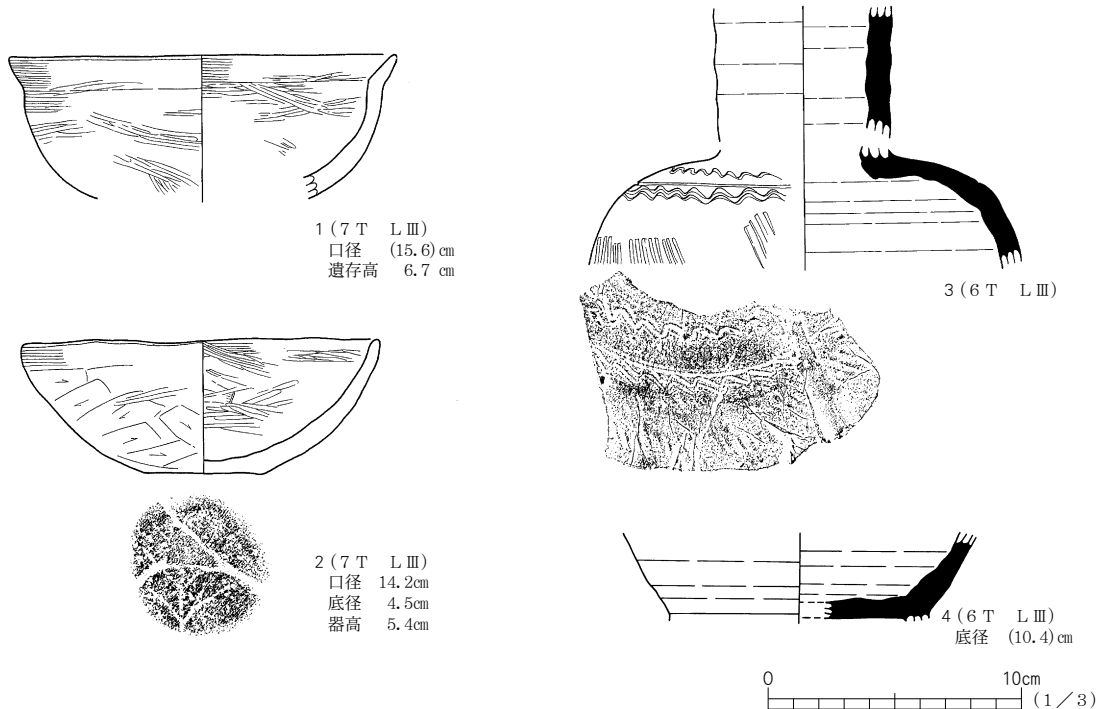 1 (7Ｔ　ＬⅢ)
口径　(15.6)㎝
遺存高　6.7 ㎝
2 (7Ｔ　ＬⅢ)
口径　14.2㎝
底径　4.5㎝
器高　5.4㎝
3 (6Ｔ　ＬⅢ)
4 (6Ｔ　ＬⅢ)
底径　(10.4)㎝
0　10㎝
(1／3)